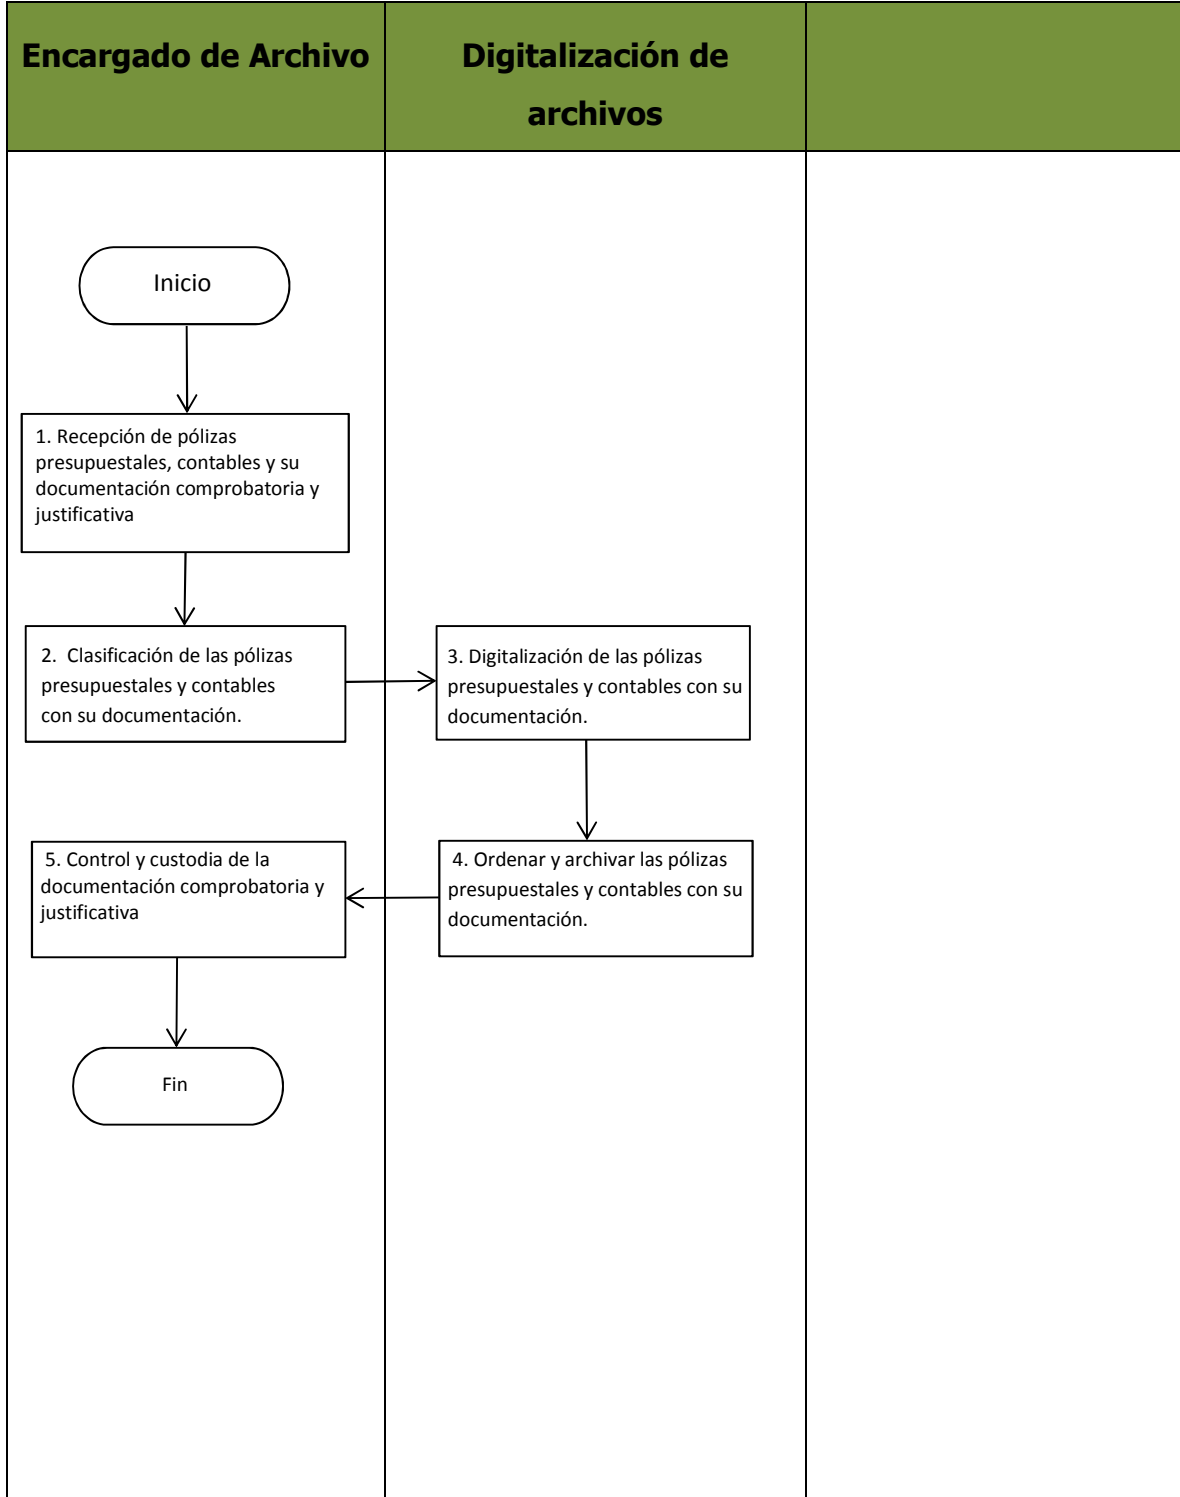 Encargado de Archivo
Digitalización de
archivos
Inicio
1. Recepción de pólizas
presupuestales, contables y su
documentación comprobatoria y
justificativa
2.  Clasificación de las pólizas
presupuestales y contables
con su documentación.
3. Digitalización de las pólizas
presupuestales y contables con su
documentación.
4. Ordenar y archivar las pólizas
presupuestales y contables con su
documentación.
5. Control y custodia de la
documentación comprobatoria y
justificativa
Fin